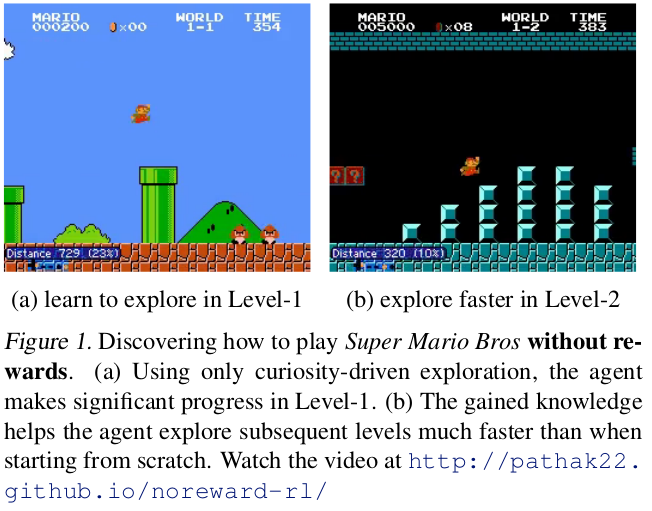 MARIO WORLD TIME
000200 ×00 1-1 354
Distance 729 (23%)
MARIO WORLD TIME
005000 ×08 1-2 383
? ?
Distance 320 (10%)
(a) learn to explore in Level-1 (b) explore faster in Level-2
Figure 1. Discovering how to play Super Mario Bros without re-
wards. (a) Using only curiosity-driven exploration, the agent
makes significant progress in Level-1. (b) The gained knowledge
helps the agent explore subsequent levels much faster than when
starting from scratch. Watch the video at http://pathak22.
github.io/noreward-rl/